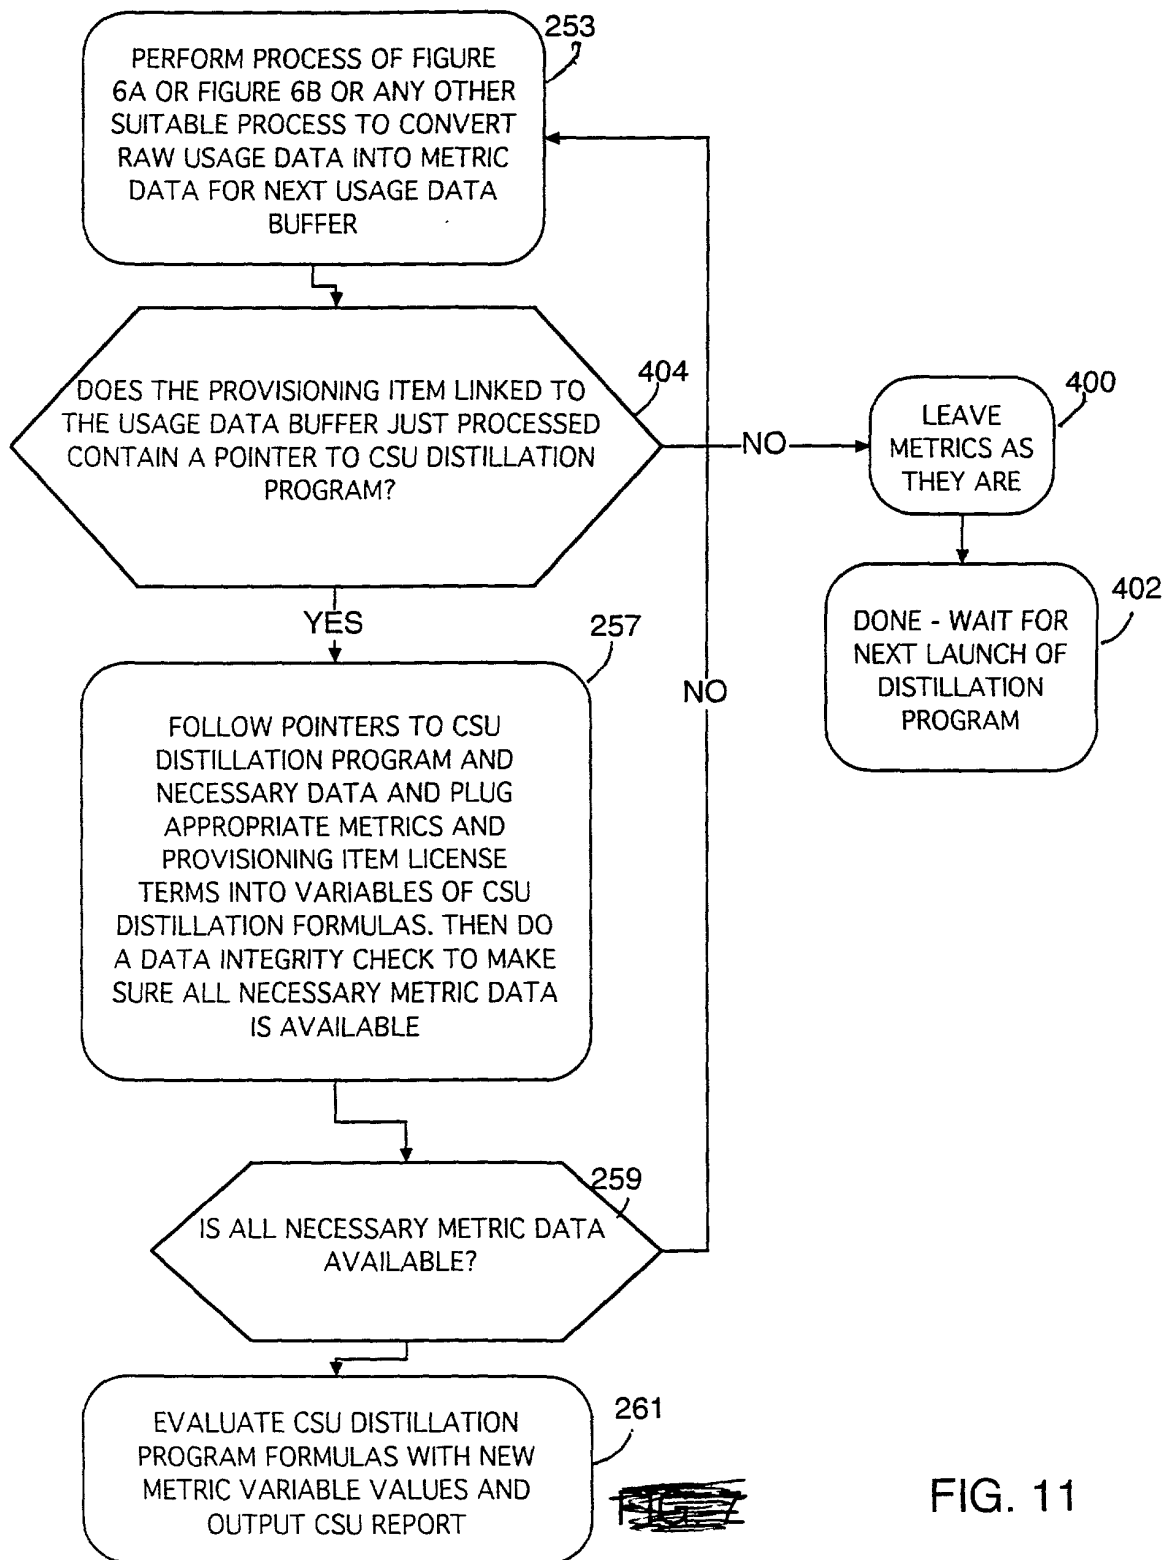 253
PERFORM PROCESS OF FIGURE
6A OR FIGURE 6B OR ANY OTHER
SUITABLE PROCESS TO CONVERT
RAW USAGE DATA INTO METRIC
DATA FOR NEXT USAGE DATA
BUFFER
404
DOES THE PROVISIONING ITEM LINKED TO
THE USAGE DATA BUFFER JUST PROCESSED
CONTAIN A POINTER TO CSU DISTILLATION
PROGRAM?
NO
400
LEAVE
METRICS AS
THEY ARE
402
DONE - WAIT FOR
NEXT LAUNCH OF
DISTILLATION
PROGRAM
YES
257
FOLLOW POINTERS TO CSU
DISTILLATION PROGRAM AND
NECESSARY DATA AND PLUG
APPROPRIATE METRICS AND
PROVISIONING ITEM LICENSE
TERMS INTO VARIABLES OF CSU
DISTILLATION FORMULAS. THEN DO
A DATA INTEGRITY CHECK TO MAKE
SURE ALL NECESSARY METRIC DATA
IS AVAILABLE
NO
259
IS ALL NECESSARY METRIC DATA
AVAILABLE?
261
EVALUATE CSU DISTILLATION
PROGRAM FORMULAS WITH NEW
METRIC VARIABLE VALUES AND
OUTPUT CSU REPORT
FIG. 11